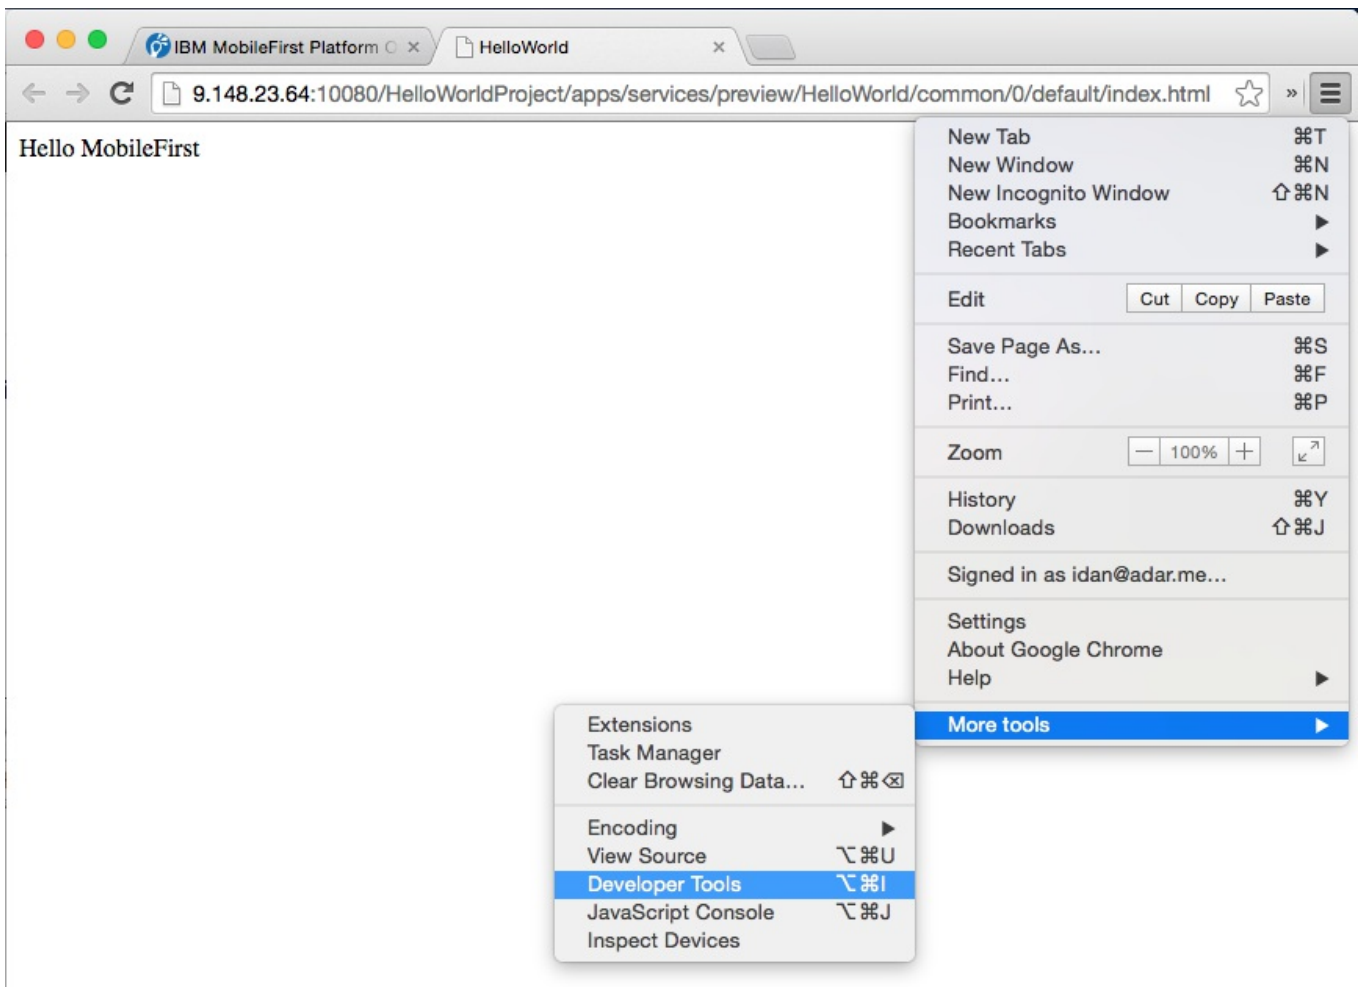 IBM MobileFirst Platform O
HelloWorld
9.148.23.64:10080/HelloWorldProject/apps/services/preview/HelloWorld/common/0/default/index.html
»
Hello MobileFirst
New Tab ⌘T
New Window ⌘N
New Incognito Window ⇧⌘N
Bookmarks ▶
Recent Tabs ▶
Edit Cut Copy Paste
Save Page As... ⌘S
Find... ⌘F
Print... ⌘P
Zoom — 100% +
History ⌘Y
Downloads ⇧⌘J
Signed in as idan@adar.me...
Settings
About Google Chrome
Help ▶
More tools ▶
Extensions
Task Manager
Clear Browsing Data... ⇧⌘⌫
Encoding ▶
View Source ⌥⌘U
Developer Tools ⌥⌘I
JavaScript Console ⌥⌘J
Inspect Devices